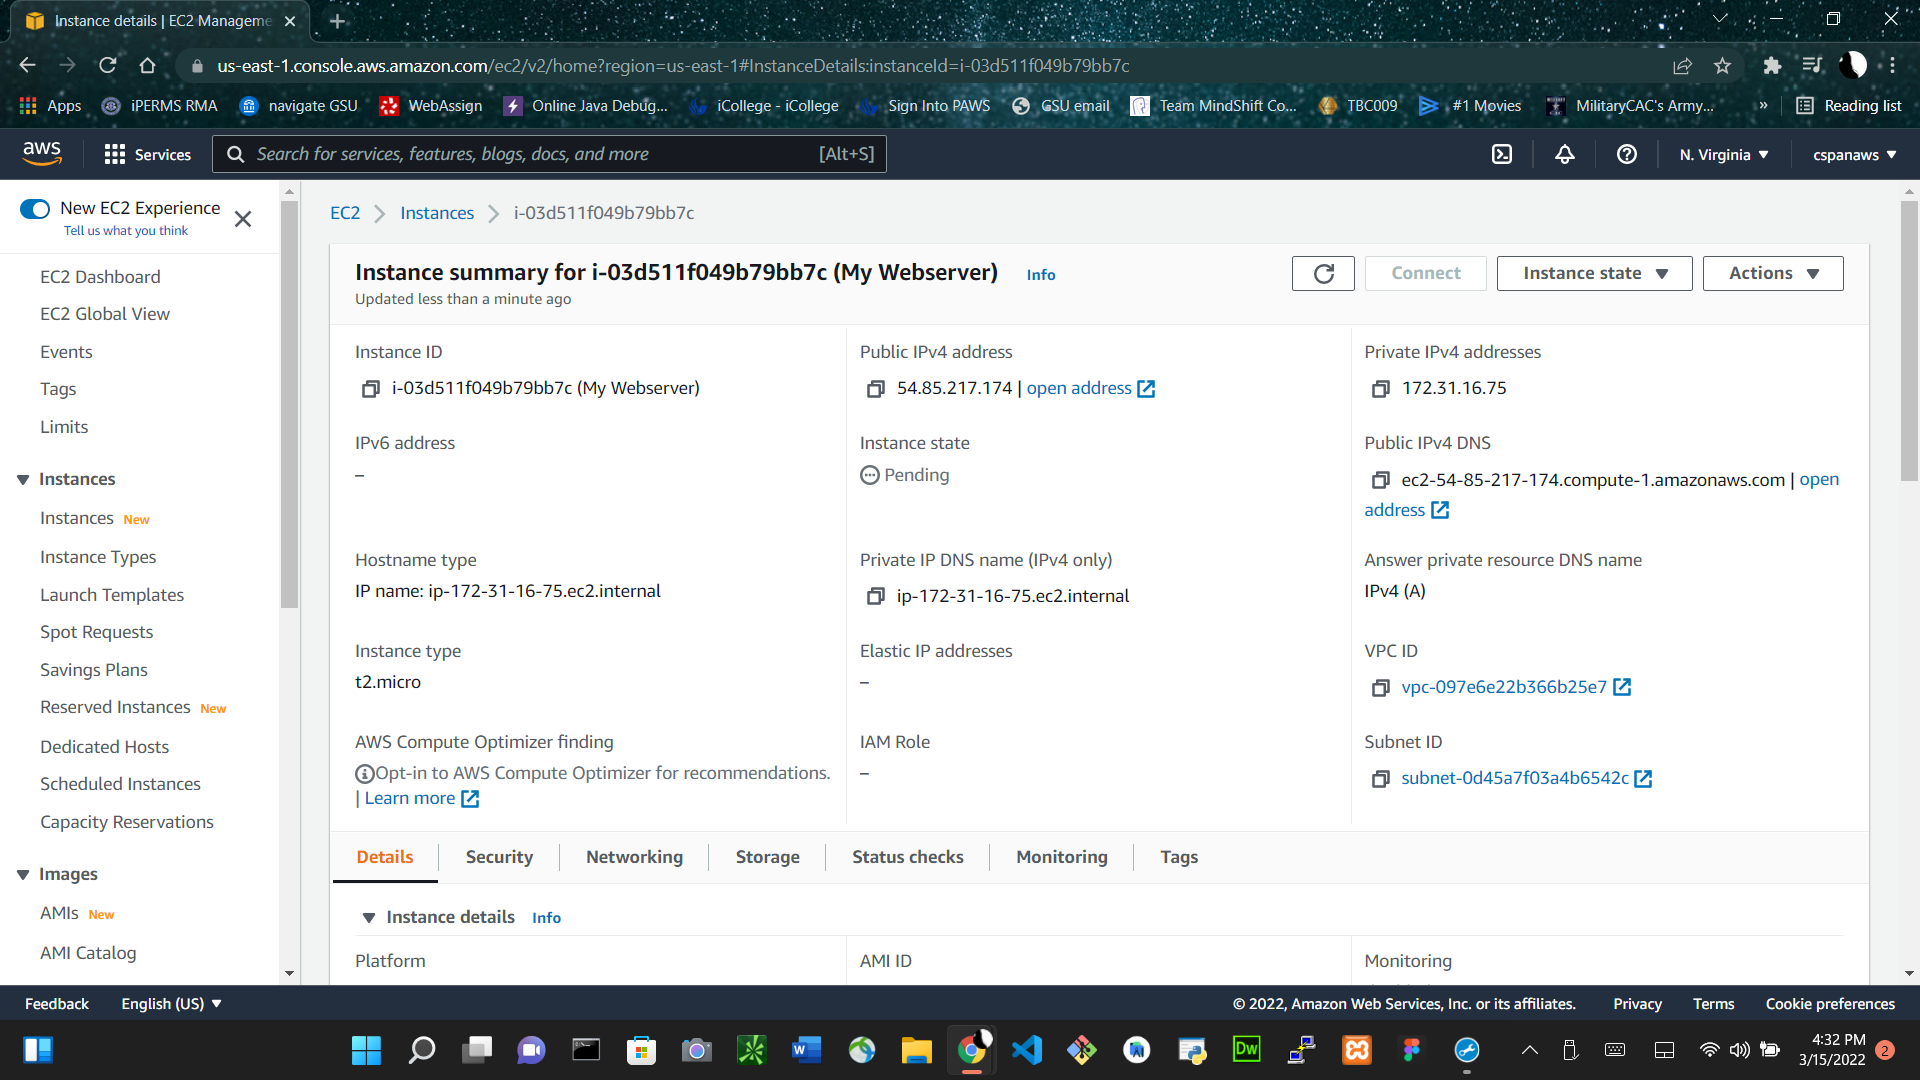 Instance details | EC2 Manageme
us-east-1.console.aws.amazon.com/ec2/v2/home?region=us-east-1#InstanceDetails:instanceId=i-03d511f049b79bb7c
Apps iPERMS RMA navigate GSU WebAssign Online Java Debug... iCollege - iCollege Sign Into PAWS GSU email Team MindShift Co... TBC009 #1 Movies MilitaryCAC's Army... » Reading list
aws Services Search for services, features, blogs, docs, and more [Alt+S] N. Virginia cspanaws
New EC2 Experience
Tell us what you think
EC2 Dashboard
EC2 Global View
Events
Tags
Limits
Instances
Instances New
Instance Types
Launch Templates
Spot Requests
Savings Plans
Reserved Instances New
Dedicated Hosts
Scheduled Instances
Capacity Reservations
Images
AMIs New
AMI Catalog
EC2 Instances i-03d511f049b79bb7c
Instance summary for i-03d511f049b79bb7c (My Webserver) Info
Updated less than a minute ago
Connect Instance state Actions
Instance ID
i-03d511f049b79bb7c (My Webserver)
Public IPv4 address
54.85.217.174 | open address
Private IPv4 addresses
172.31.16.75
IPv6 address
–
Instance state
Pending
Public IPv4 DNS
ec2-54-85-217-174.compute-1.amazonaws.com | open
address
Hostname type
IP name: ip-172-31-16-75.ec2.internal
Private IP DNS name (IPv4 only)
ip-172-31-16-75.ec2.internal
Answer private resource DNS name
IPv4 (A)
Instance type
t2.micro
Elastic IP addresses
–
VPC ID
vpc-097e6e22b366b25e7
AWS Compute Optimizer finding
Opt-in to AWS Compute Optimizer for recommendations.
| Learn more
IAM Role
–
Subnet ID
subnet-0d45a7f03a4b6542c
Details Security Networking Storage Status checks Monitoring Tags
Instance details Info
Platform AMI ID Monitoring
Feedback English (US) © 2022, Amazon Web Services, Inc. or its affiliates. Privacy Terms Cookie preferences
W Dw
4:32 PM
3/15/2022
2